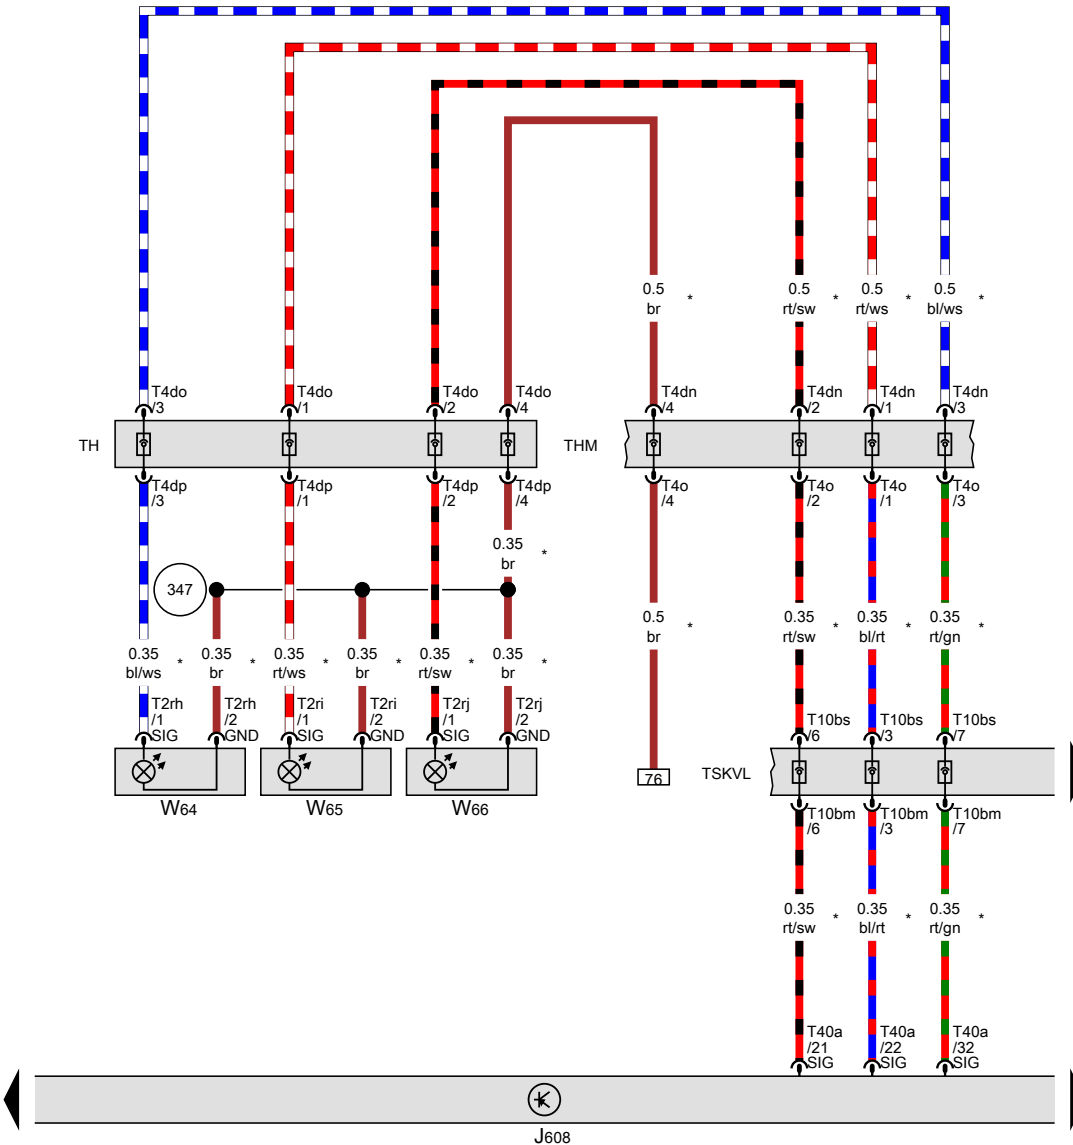 0.5
br
*
0.5
rt/sw
*
0.5
rt/ws
*
0.5
bl/ws
*
T4do
/3
T4do
/1
T4do
/2
T4do
/4
T4dn
/4
T4dn
/2
T4dn
/1
T4dn
/3
TH
THM
T4dp
/3
T4dp
/1
T4dp
/2
T4dp
/4
T4o
/4
T4o
/2
T4o
/1
T4o
/3
0.35
br
*
347
0.5
br
*
0.35
rt/sw
*
0.35
bl/rt
*
0.35
rt/gn
*
0.35
bl/ws
*
0.35
br
*
0.35
rt/ws
*
0.35
br
*
0.35
rt/sw
*
0.35
br
*
T2rh
/1
SIG
T2rh
/2
GND
T2ri
/1
SIG
T2ri
/2
GND
T2rj
/1
SIG
T2rj
/2
GND
T10bs
/6
T10bs
/3
T10bs
/7
76
TSKVL
W64
W65
W66
T10bm
/6
T10bm
/3
T10bm
/7
0.35
rt/sw
*
0.35
bl/rt
*
0.35
rt/gn
*
T40a
/21
SIG
T40a
/22
SIG
T40a
/32
SIG
J608